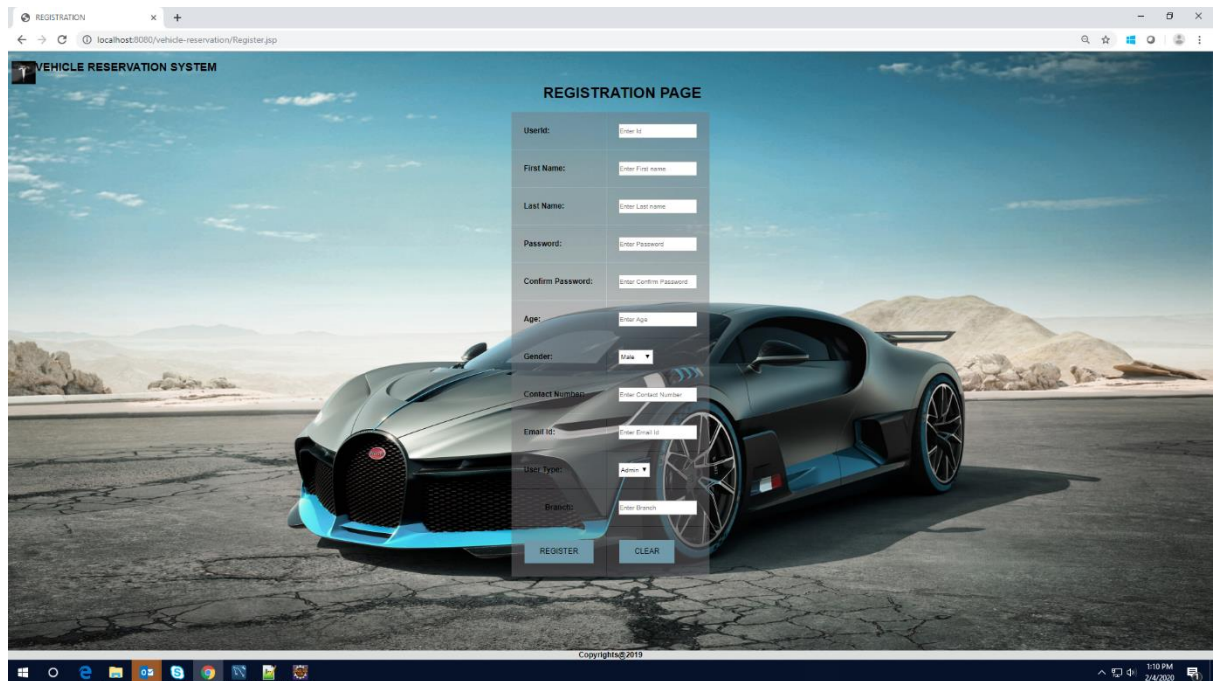 REGISTRATION
localhost:8080/vehicle-reservation/Register.jsp
VEHICLE RESERVATION SYSTEM
REGISTRATION PAGE
UserId: Enter Id
First Name: Enter First name
Last Name: Enter Last name
Password: Enter Password
Confirm Password: Enter Confirm Password
Age: Enter Age
Gender: Male
Contact Number: Enter Contact Number
Email Id: Enter Email Id
User Type: Admin
Branch: Enter Branch
REGISTER CLEAR
Copyrights@2019
1:10 PM
2/4/2020